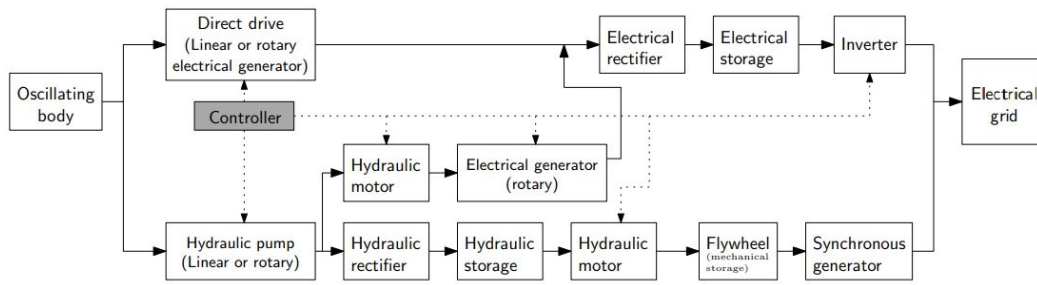 Direct drive
(Linear or rotary
electrical generator)
Electrical
rectifier
Electrical
storage
Inverter
Oscillating
body
Electrical
grid
Controller
Hydraulic
motor
Electrical generator
(rotary)
Hydraulic pump
(Linear or rotary)
Hydraulic
rectifier
Hydraulic
storage
Hydraulic
motor
Flywheel
(mechanical
storage)
Synchronous
generator